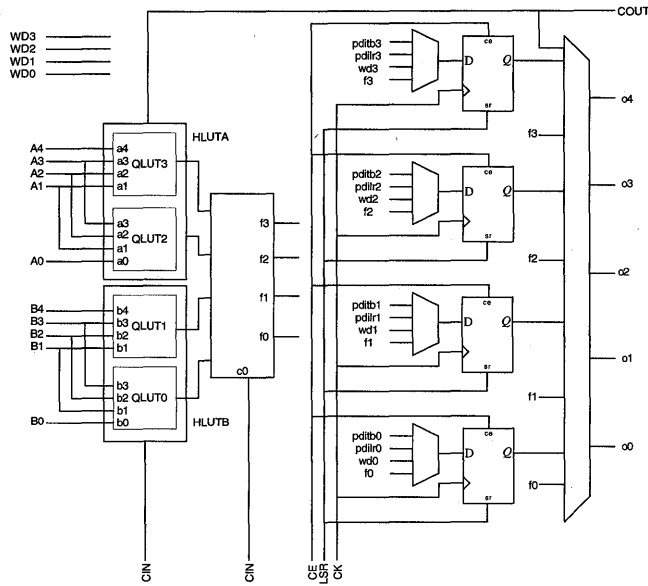 COUT
WD3
WD2
WD1
WD0
HLUTA
A4
A3
A2
A1
a4
a3
a2
a1
QLUT3
a3
a2
a1
a0
QLUT2
A0
B4
B3
B2
B1
b4
b3
b2
b1
QLUT1
b3
b2
b1
b0
QLUT0
B0
HLUTB
f3
f2
f1
f0
c0
CIN
CIN
pditb3
pdilr3
wd3
f3
ce
D
Q
sr
pditb2
pdilr2
wd2
f2
ce
D
Q
sr
pditb1
pdilr1
wd1
f1
ce
D
Q
sr
pditb0
pdilr0
wd0
f0
ce
D
Q
sr
CE
LSR
CK
f3
f2
f1
f0
o4
o3
o2
o1
o0